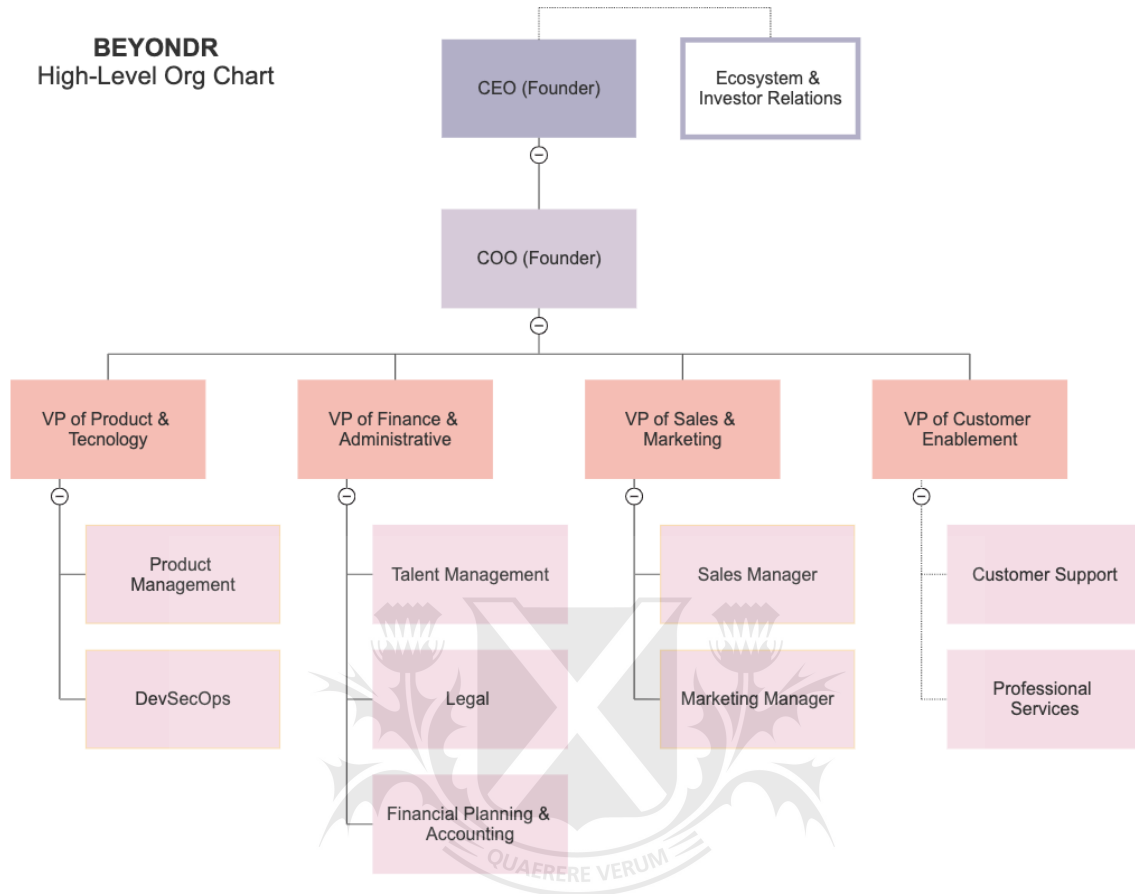 BEYONDR
High-Level Org Chart
CEO (Founder)
Ecosystem &
Investor Relations
COO (Founder)
VP of Product &
Tecnology
VP of Finance &
Administrative
VP of Sales &
Marketing
VP of Customer
Enablement
Product
Management
Talent Management
Sales Manager
Customer Support
DevSecOps
Legal
Marketing Manager
Professional
Services
Financial Planning &
Accounting
QUAERERE VERUM